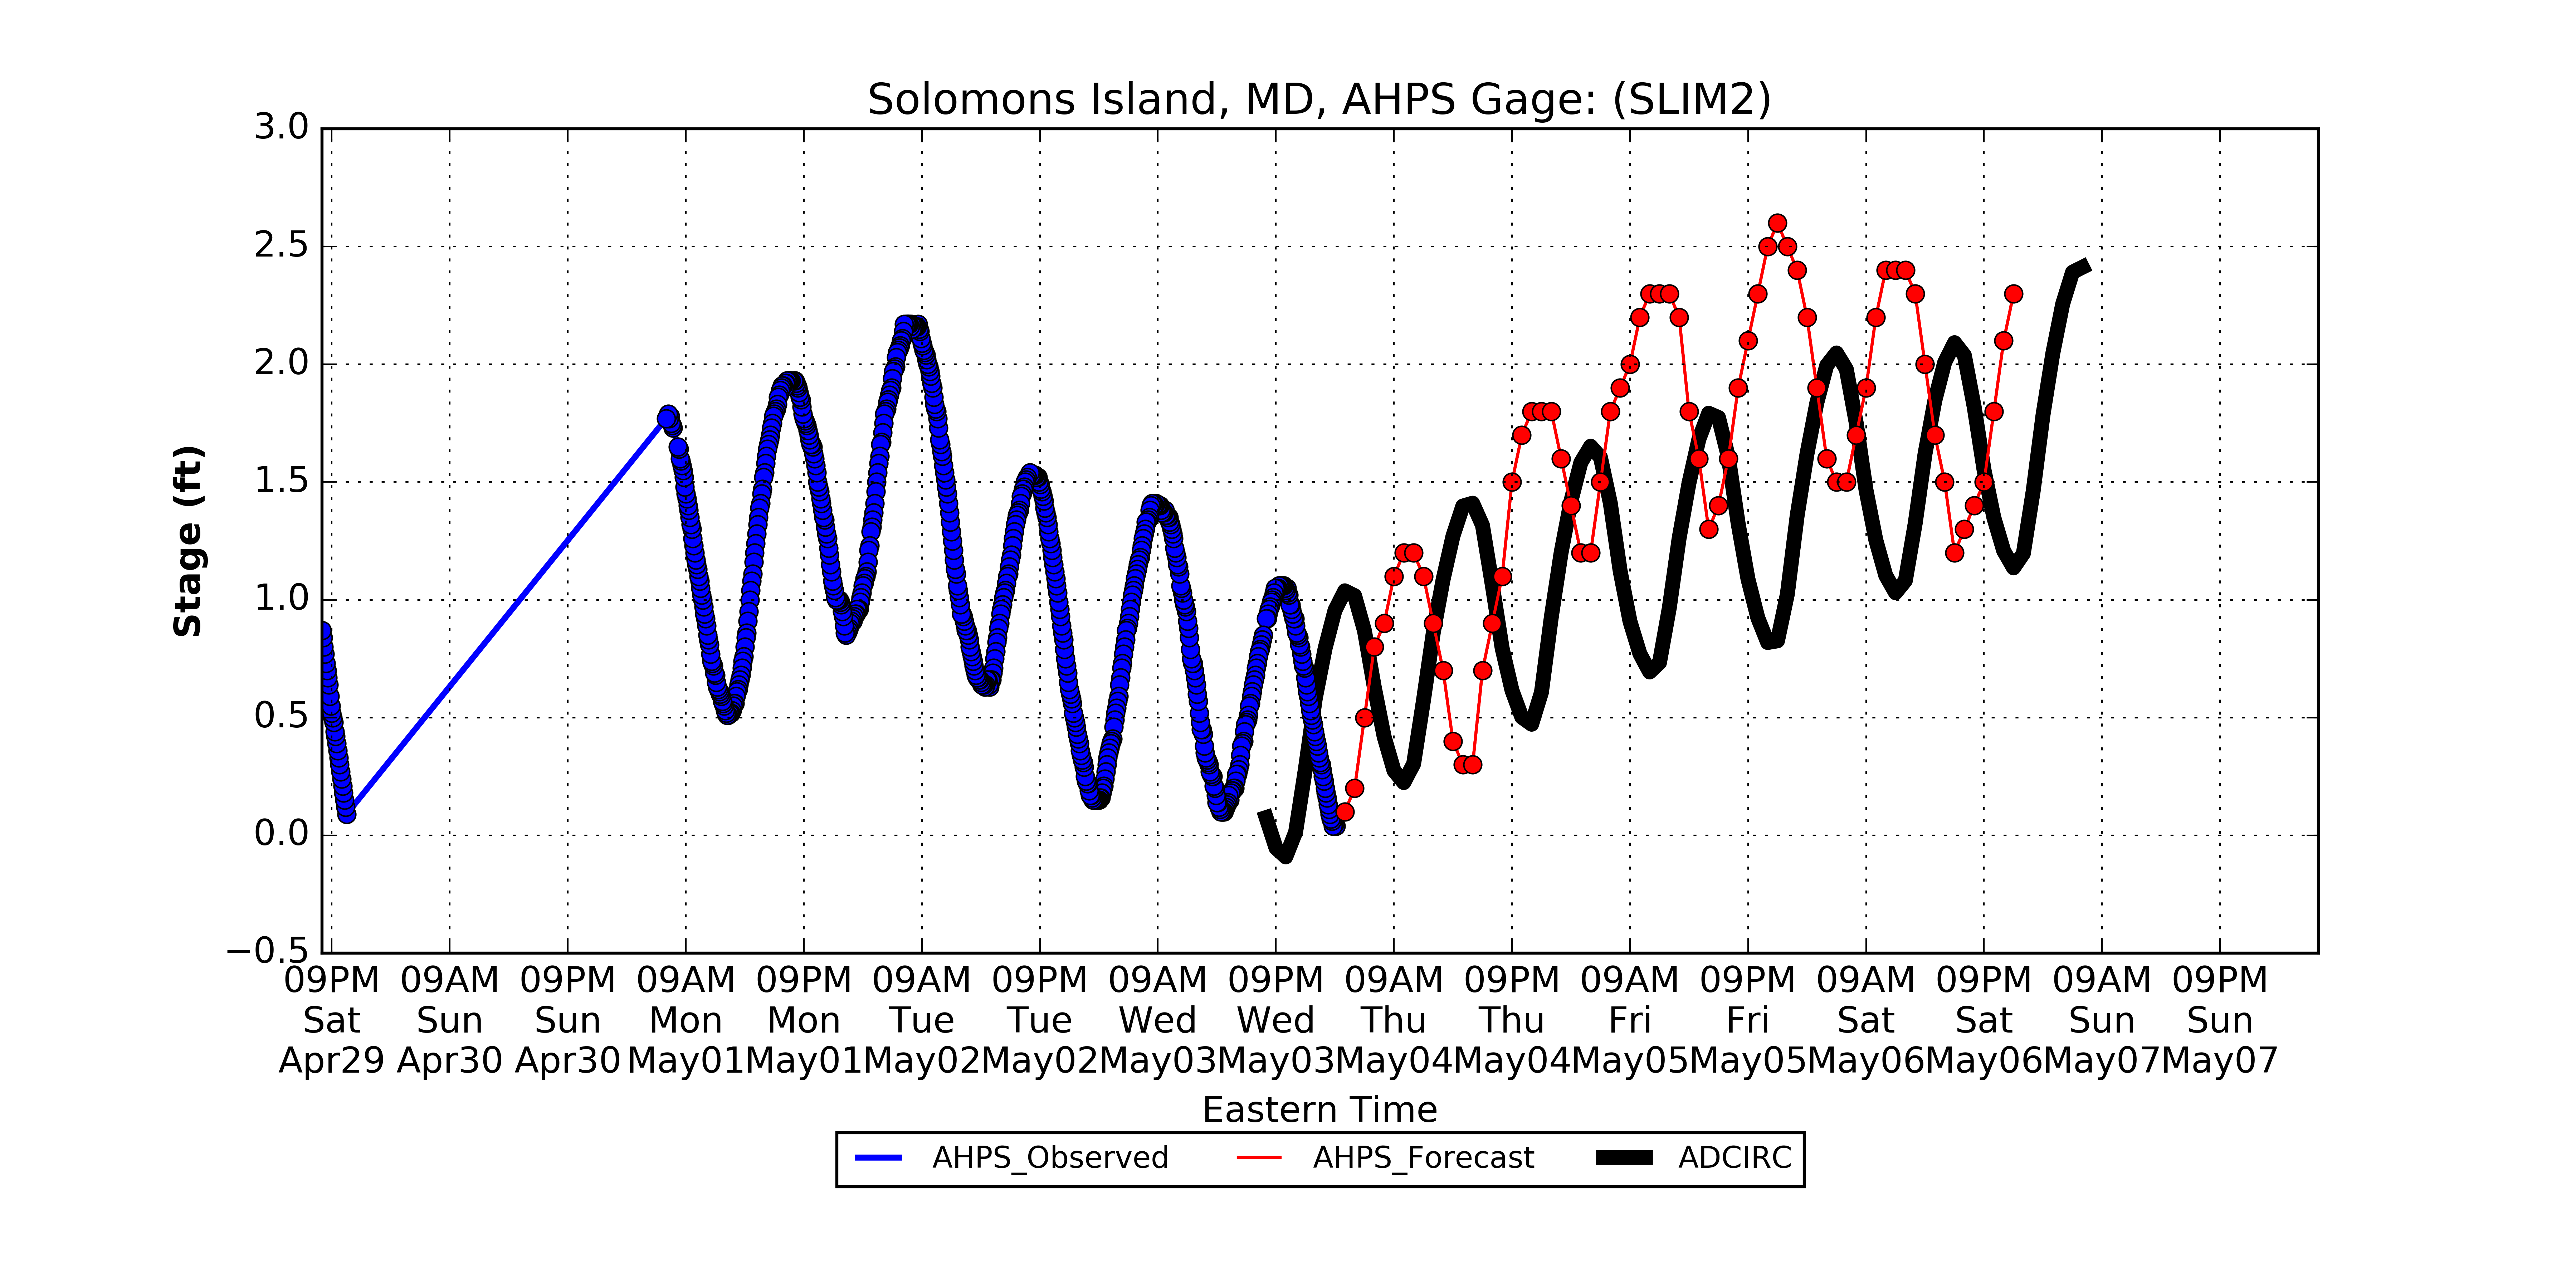 Solomons Island, MD, AHPS Gage: (SLIM2)
3.0
2.5
2.0
1.5
1.0
0.5
0.0
−0.5
Stage (ft)
09PM 09AM 09PM 09AM 09PM 09AM 09PM 09AM 09PM 09AM 09PM 09AM 09PM 09AM 09PM 09AM 09PM
Sat Sun Sun Mon Mon Tue Tue Wed Wed Thu Thu Fri Fri Sat Sat Sun Sun
Apr29 Apr30 Apr30 May01 May01 May02 May02 May03 May03 May04 May04 May05 May05 May06 May06 May07 May07
Eastern Time
AHPS_Observed AHPS_Forecast ADCIRC